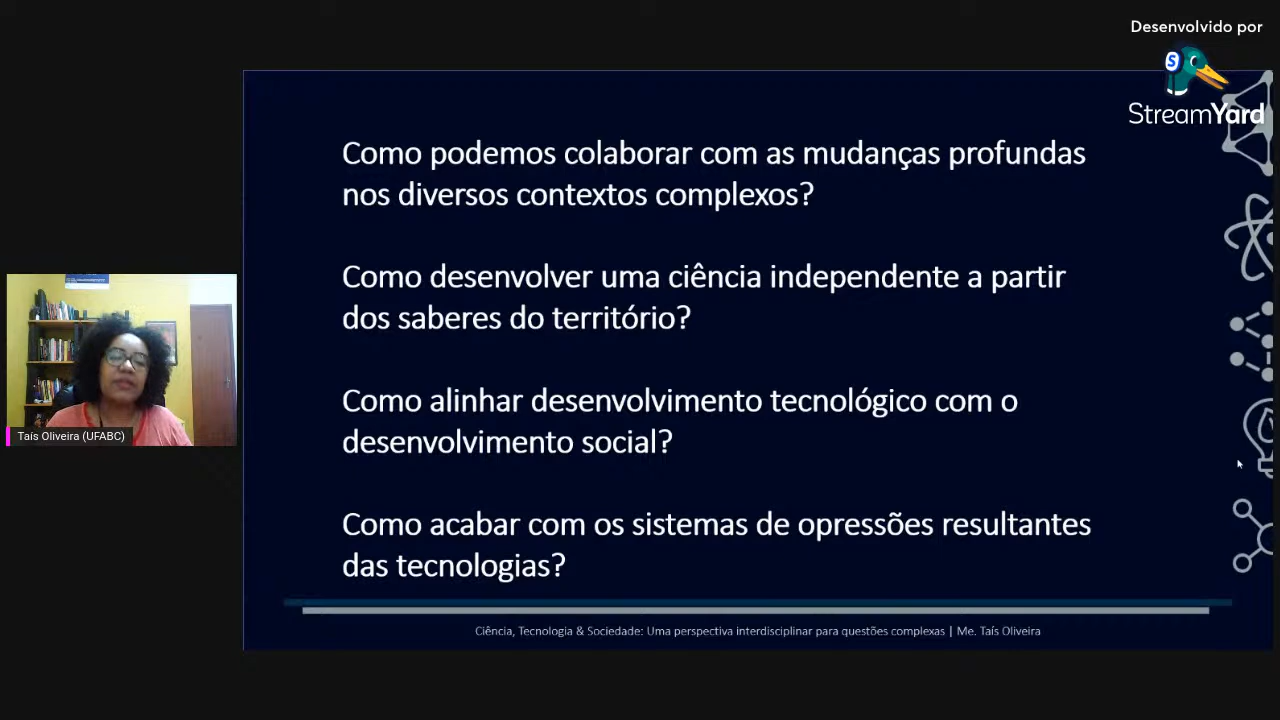 Desenvolvido por
StreamYard
Como podemos colaborar com as mudanças profundas
nos diversos contextos complexos?
Como desenvolver uma ciência independente a partir
dos saberes do território?
Como alinhar desenvolvimento tecnológico com o
desenvolvimento social?
Como acabar com os sistemas de opressões resultantes
das tecnologias?
Taís Oliveira (UFABC)
Ciência, Tecnologia & Sociedade: Uma perspectiva interdisciplinar para questões complexas | Me. Taís Oliveira